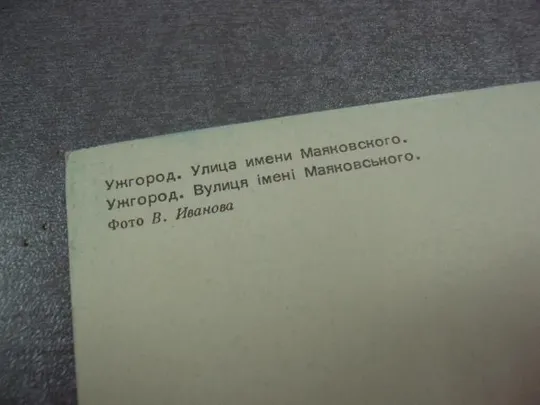 Ужгород. Улица имени Маяковского.
Ужгород. Вулиця імені Маяковського.
Фото В. Иванова